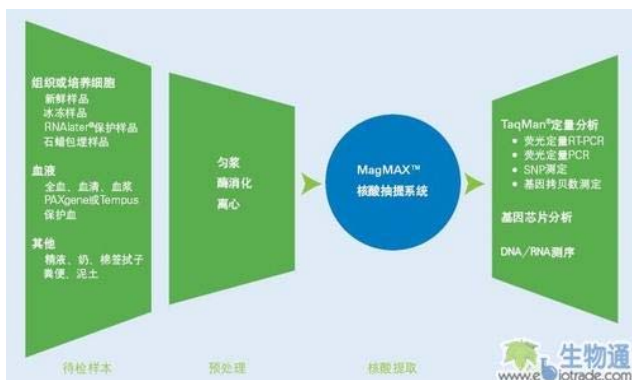 组织或培养细胞
新鲜样品
冰冻样品
RNAlater®保护样品
石蜡包埋样品
血液
全血、血清、血浆
PAXgene或Tempus
保护血
其他
精液、奶、棉签拭子
粪便、泥土
待检样本
匀浆
酶消化
离心
预处理
MagMAX™
核酸抽提系统
核酸提取
TaqMan®定量分析
• 荧光定量RT-PCR
• 荧光定量PCR
• SNP测定
• 基因拷贝数测定
基因芯片分析
DNA/RNA测序
生物通
www.ebiotrade.com